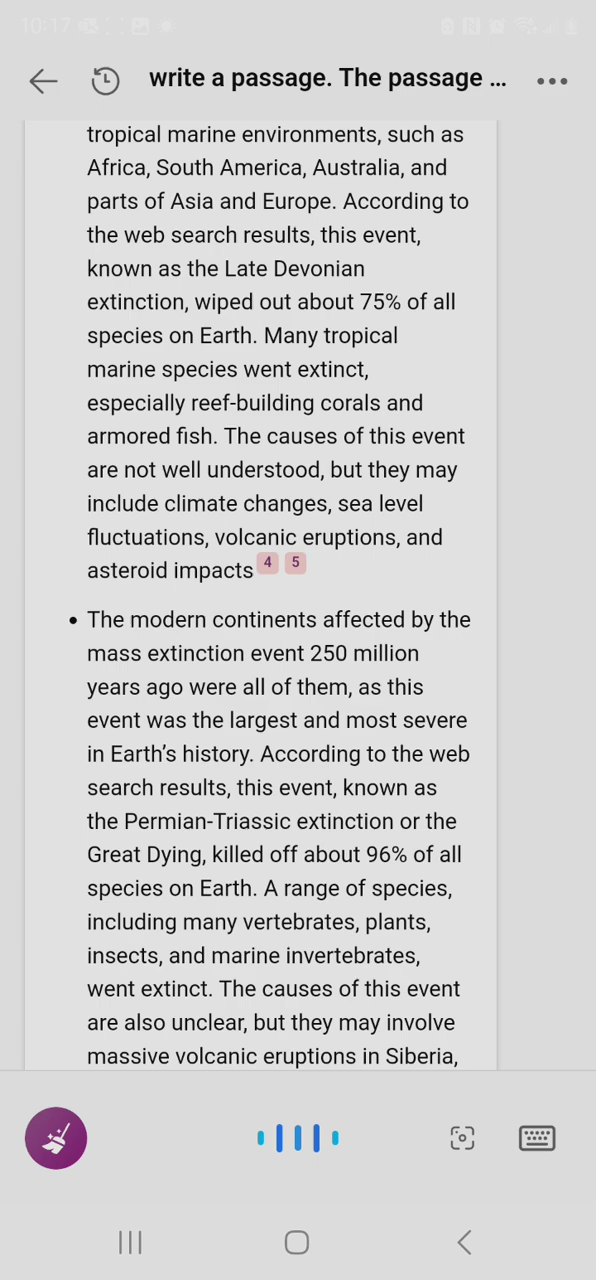 10:17
write a passage. The passage ...
tropical marine environments, such as
Africa, South America, Australia, and
parts of Asia and Europe. According to
the web search results, this event,
known as the Late Devonian
extinction, wiped out about 75% of all
species on Earth. Many tropical
marine species went extinct,
especially reef-building corals and
armored fish. The causes of this event
are not well understood, but they may
include climate changes, sea level
fluctuations, volcanic eruptions, and
asteroid impacts 4 5
• The modern continents affected by the
mass extinction event 250 million
years ago were all of them, as this
event was the largest and most severe
in Earth's history. According to the web
search results, this event, known as
the Permian-Triassic extinction or the
Great Dying, killed off about 96% of all
species on Earth. A range of species,
including many vertebrates, plants,
insects, and marine invertebrates,
went extinct. The causes of this event
are also unclear, but they may involve
massive volcanic eruptions in Siberia,